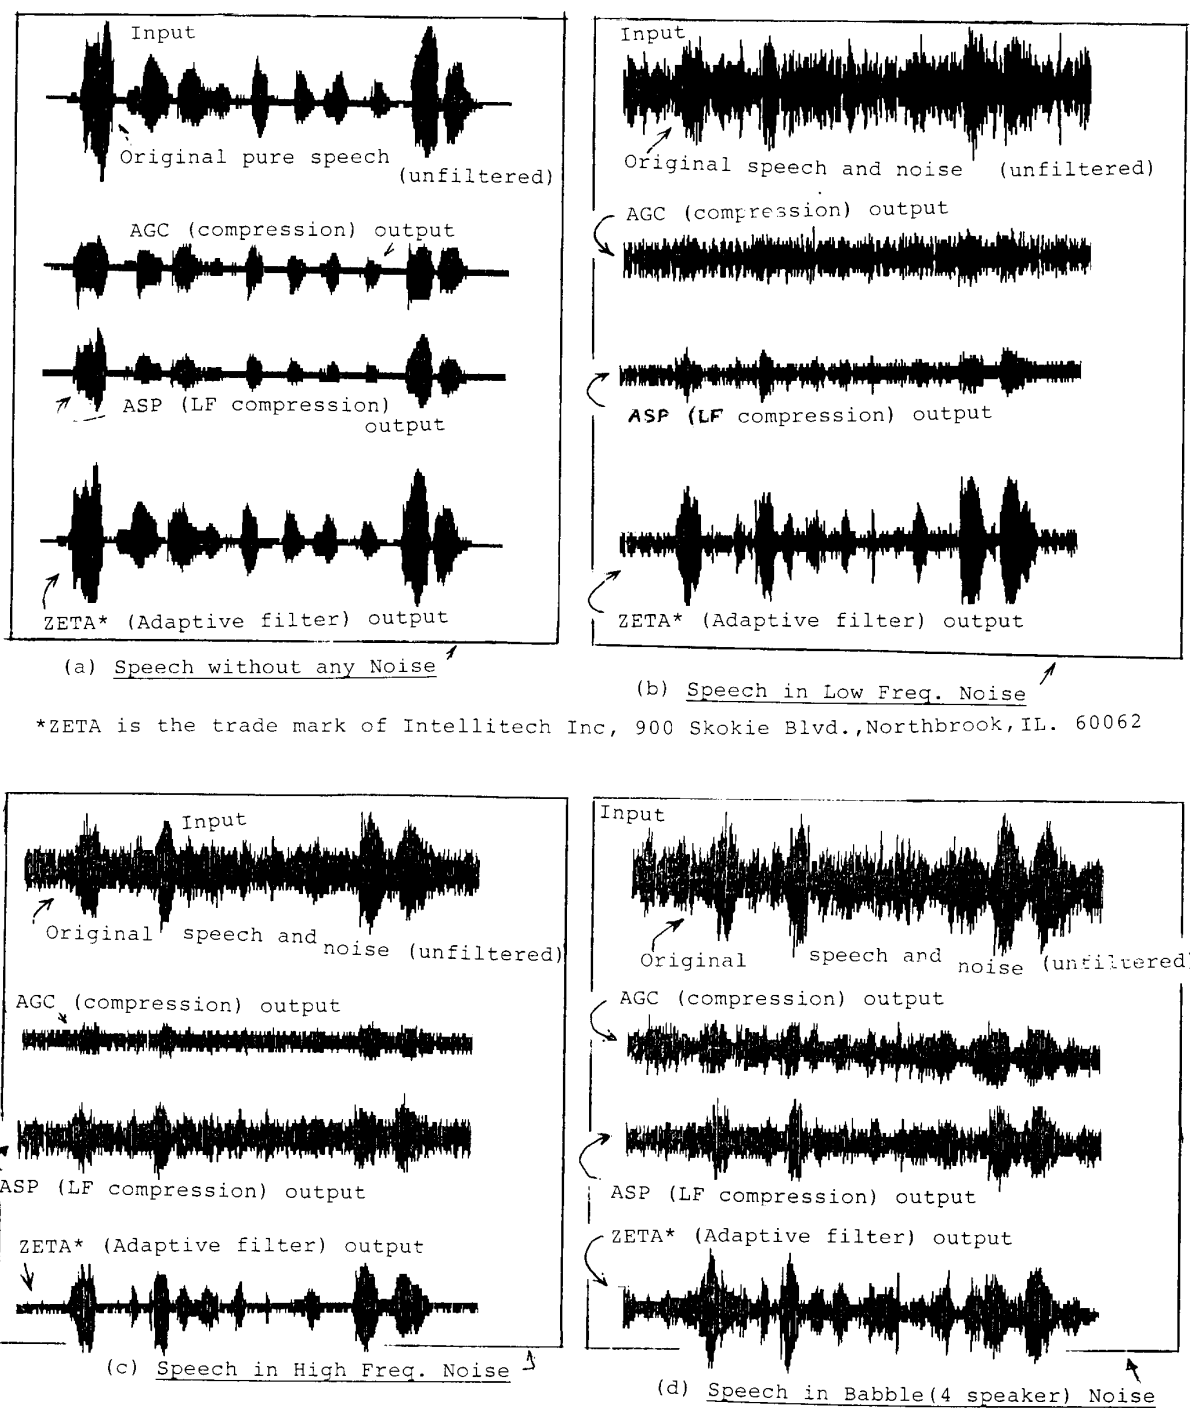 Input
Original pure speech
(unfiltered)
AGC (compression) output
ASP (LF compression)
output
ZETA* (Adaptive filter) output
(a) Speech without any Noise
Input
Original speech and noise (unfiltered)
AGC (compression) output
ASP (LF compression) output
ZETA* (Adaptive filter) output
(b) Speech in Low Freq. Noise
*ZETA is the trade mark of Intellitech Inc, 900 Skokie Blvd.,Northbrook,IL. 60062
Input
Original speech and noise (unfiltered)
AGC (compression) output
ASP (LF compression) output
ZETA* (Adaptive filter) output
(c) Speech in High Freq. Noise
Input
Original speech and noise (unfiltered)
AGC (compression) output
ASP (LF compression) output
ZETA* (Adaptive filter) output
(d) Speech in Babble(4 speaker) Noise